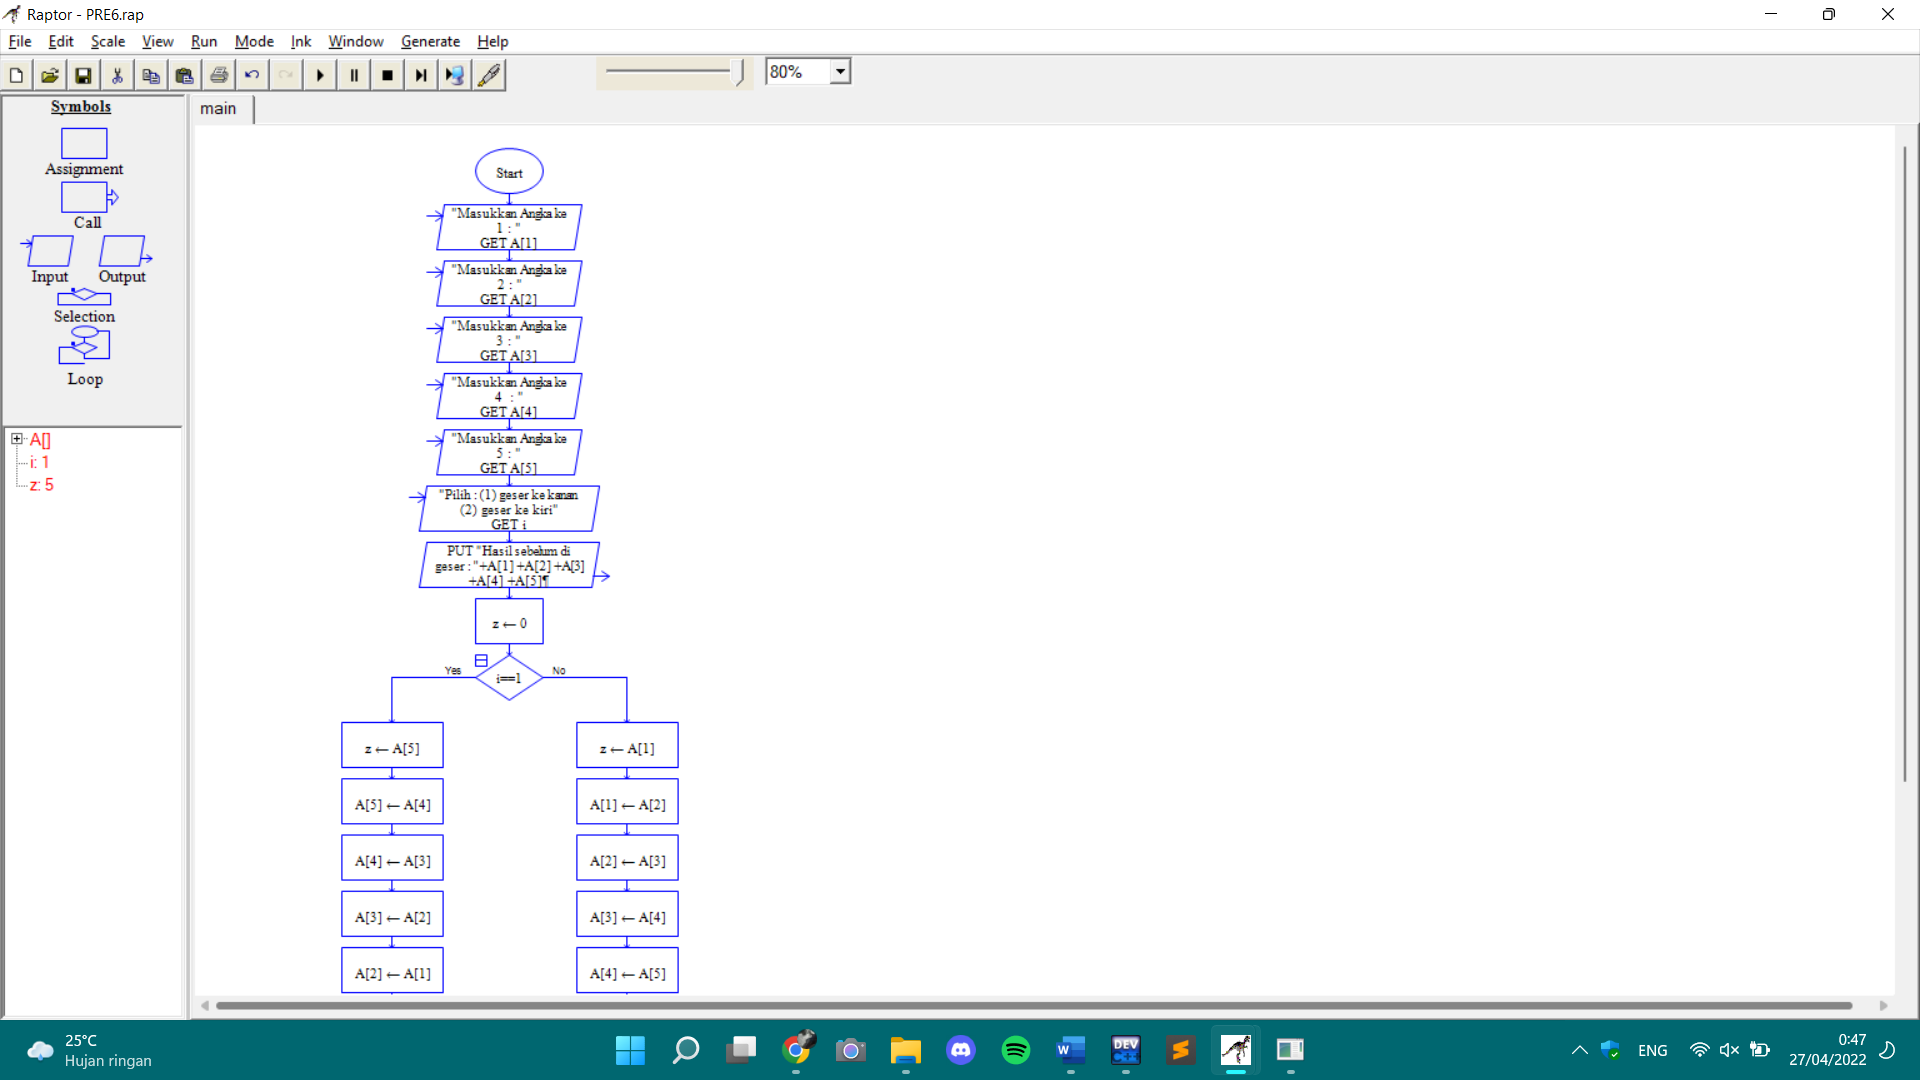 Raptor - PRE6.rap
File Edit Scale View Run Mode Ink Window Generate Help
80%
Symbols
Assignment
Call
Input Output
Selection
Loop
A[]
i: 1
z: 5
main
Start
"Masukkan Angka ke
1 : "
GET A[1]
"Masukkan Angka ke
2 : "
GET A[2]
"Masukkan Angka ke
3 : "
GET A[3]
"Masukkan Angka ke
4  : "
GET A[4]
"Masukkan Angka ke
5 : "
GET A[5]
"Pilih : (1) geser ke kanan
(2) geser ke kiri"
GET i
PUT "Hasil sebelum di
geser : "+A[1] +A[2] +A[3]
+A[4] +A[5]¶
z ← 0
i==1
Yes
No
z ← A[5]
A[5] ← A[4]
A[4] ← A[3]
A[3] ← A[2]
A[2] ← A[1]
z ← A[1]
A[1] ← A[2]
A[2] ← A[3]
A[3] ← A[4]
A[4] ← A[5]
25°C
Hujan ringan
W
DEV
C++
ENG
0:47
27/04/2022